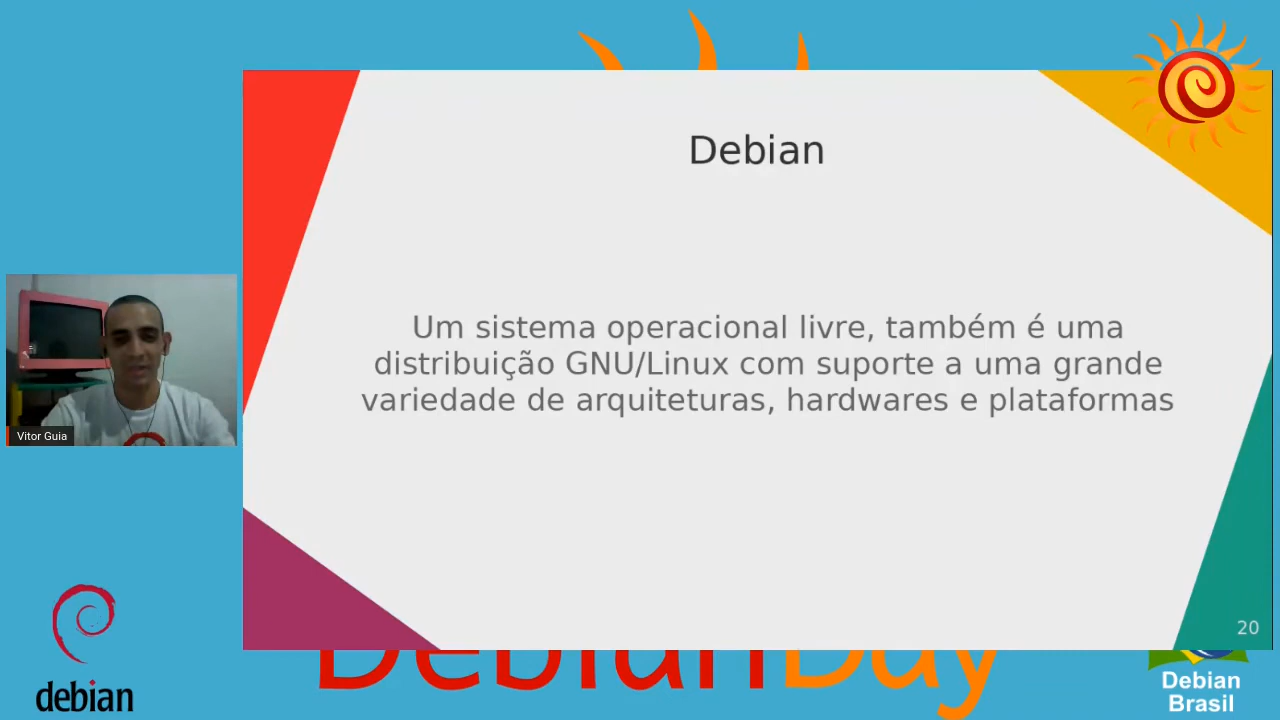 Debian
Um sistema operacional livre, também é uma
distribuição GNU/Linux com suporte a uma grande
variedade de arquiteturas, hardwares e plataformas
Vitor Guia
20
debian
DebianDay
Debian
Brasil